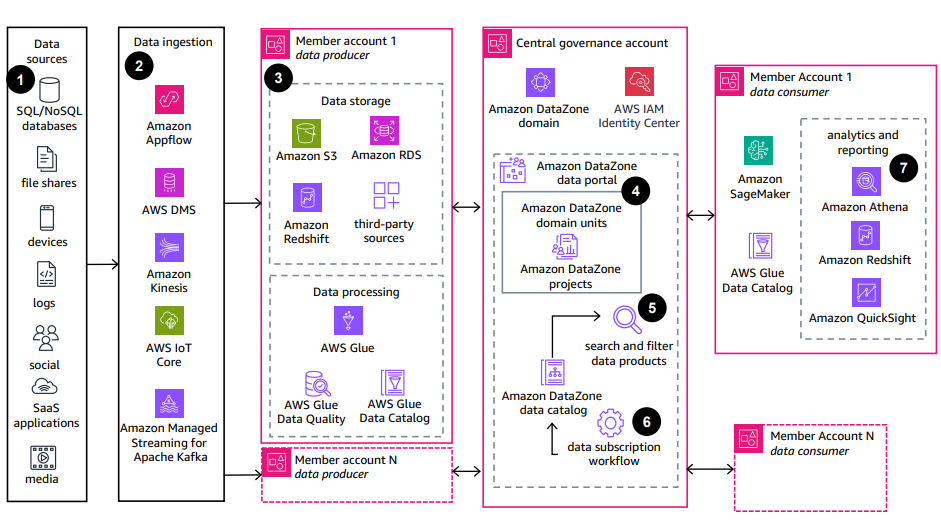 Data
sources
1
SQL/NoSQL
databases
file shares
devices
logs
social
SaaS
applications
media
Data ingestion
2
Amazon
Appflow
AWS DMS
Amazon
Kinesis
AWS IoT
Core
Amazon Managed
Streaming for
Apache Kafka
Member account 1
data producer
3
Data storage
Amazon S3
Amazon RDS
Amazon
Redshift
third-party
sources
Data processing
AWS Glue
AWS Glue
Data Quality
AWS Glue
Data Catalog
Member account N
data producer
Central governance account
Amazon DataZone
domain
AWS IAM
Identity Center
Amazon DataZone
data portal
4
Amazon DataZone
domain units
Amazon DataZone
projects
5
search and filter
data products
Amazon DataZone
data catalog
6
data subscription
workflow
Member Account 1
data consumer
Amazon
SageMaker
AWS Glue
Data Catalog
analytics and
reporting
7
Amazon Athena
Amazon Redshift
Amazon QuickSight
Member Account N
data consumer